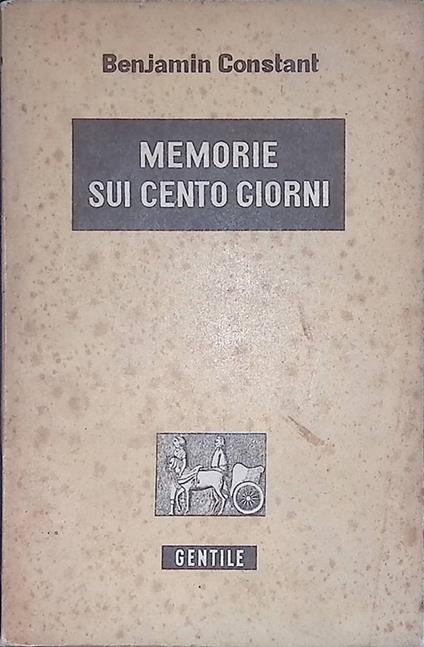 Benjamin Constant
MEMORIE
SUI CENTO GIORNI
GENTILE